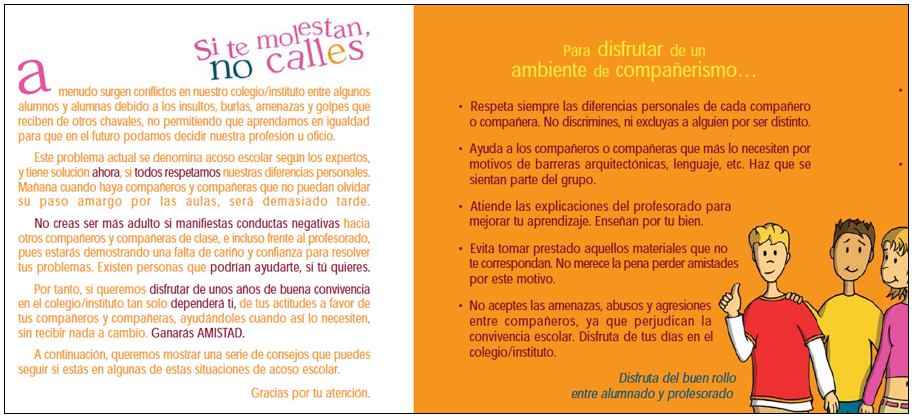 Si te molestan,
no calles
a menudo surgen conflictos en nuestro colegio/instituto entre algunos
alumnos y alumnas debido a los insultos, burlas, amenazas y golpes que
reciben de otros chavales, no permitiendo que aprendamos en igualdad
para que en el futuro podamos decidir nuestra profesión u oficio.
Este problema actual se denomina acoso escolar según los expertos,
y tiene solución ahora, si todos respetamos nuestras diferencias personales.
Mañana cuando haya compañeros y compañeras que no puedan olvidar
su paso amargo por las aulas, será demasiado tarde.
No creas ser más adulto si manifiestas conductas negativas hacia
otros compañeros y compañeras de clase, e incluso frente al profesorado,
pues estarás demostrando una falta de cariño y confianza para resolver
tus problemas. Existen personas que podrían ayudarte, si tú quieres.
Por tanto, si queremos disfrutar de unos años de buena convivencia
en el colegio/instituto tan solo dependerá ti, de tus actitudes a favor de
tus compañeros y compañeras, ayudándoles cuando así lo necesiten,
sin recibir nada a cambio. Ganarás AMISTAD.
A continuación, queremos mostrar una serie de consejos que puedes
seguir si estás en algunas de estas situaciones de acoso escolar.
Gracias por tu atención.
Para disfrutar de un
ambiente de compañerismo…
• Respeta siempre las diferencias personales de cada compañero
o compañera. No discrimines, ni excluyas a alguien por ser distinto.
• Ayuda a los compañeros o compañeras que más lo necesiten por
motivos de barreras arquitectónicas, lenguaje, etc. Haz que se
sientan parte del grupo.
• Atiende las explicaciones del profesorado para
mejorar tu aprendizaje. Enseñan por tu bien.
• Evita tomar prestado aquellos materiales que no
te correspondan. No merece la pena perder amistades
por este motivo.
• No aceptes las amenazas, abusos y agresiones
entre compañeros, ya que perjudican la
convivencia escolar. Disfruta de tus días en el
colegio/instituto.
Disfruta del buen rollo
entre alumnado y profesorado